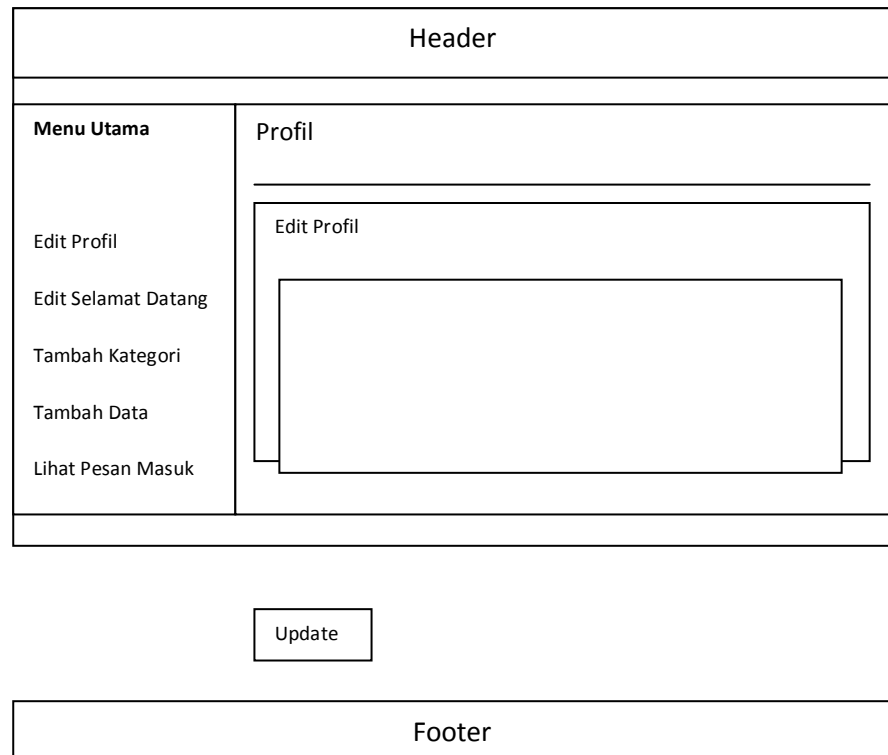 Header
Menu Utama
Edit Profil
Edit Selamat Datang
Tambah Kategori
Tambah Data
Lihat Pesan Masuk
Profil
Edit Profil
Update
Footer